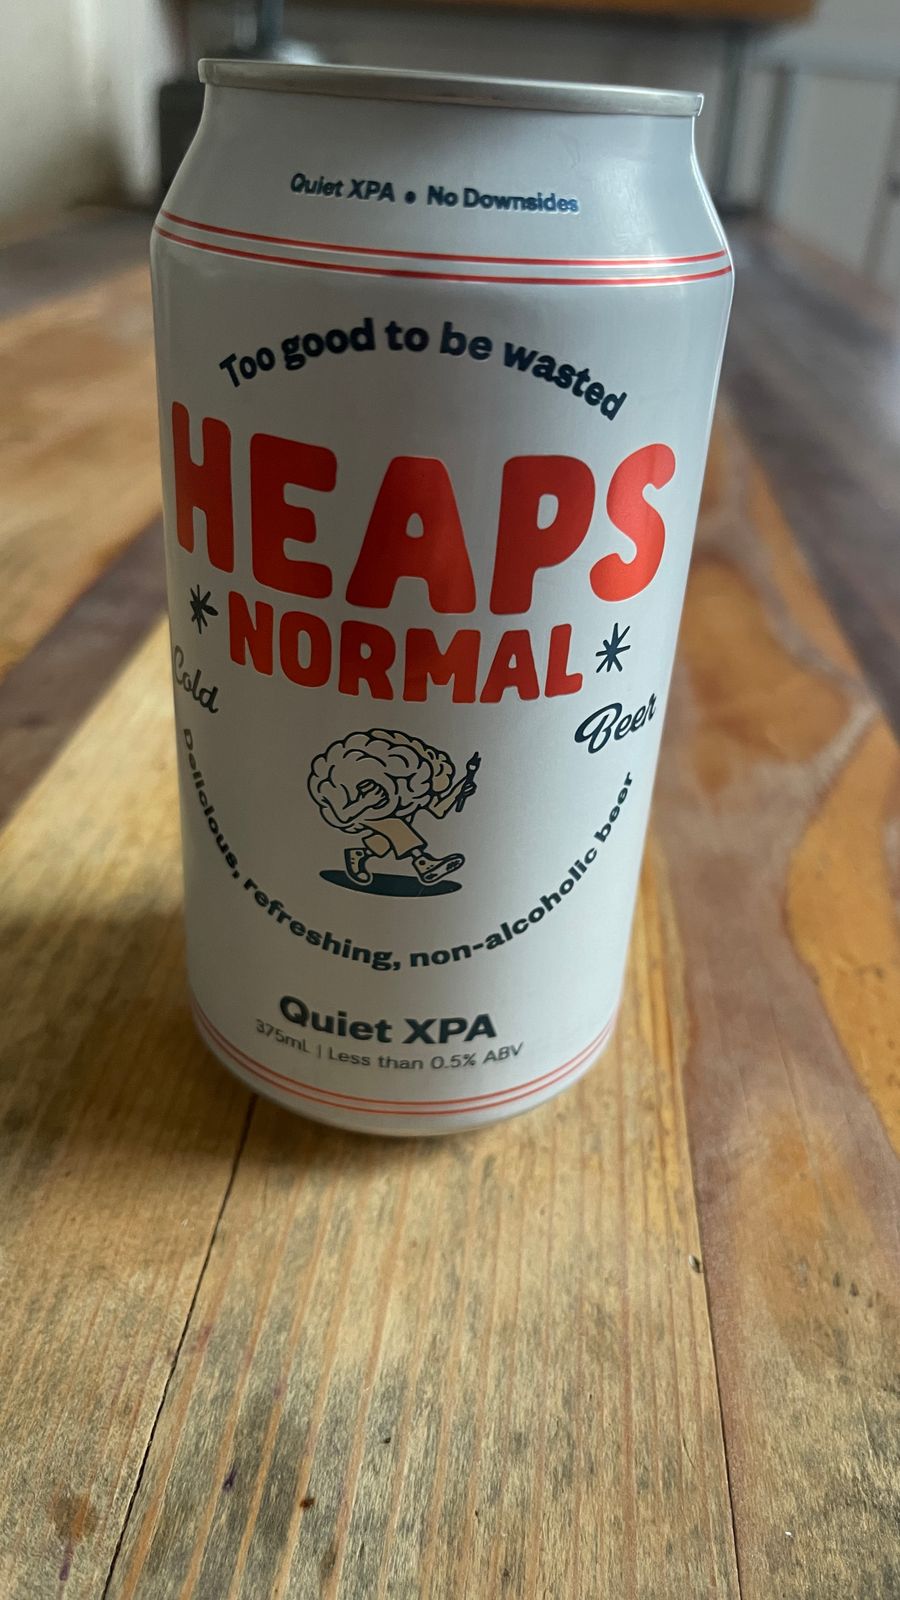 Quiet XPA • No Downsides
Too good to be wasted
HEAPS
* NORMAL *
Cold
Beer
Delicious, refreshing, non-alcoholic beer
Quiet XPA
375mL | Less than 0.5% ABV